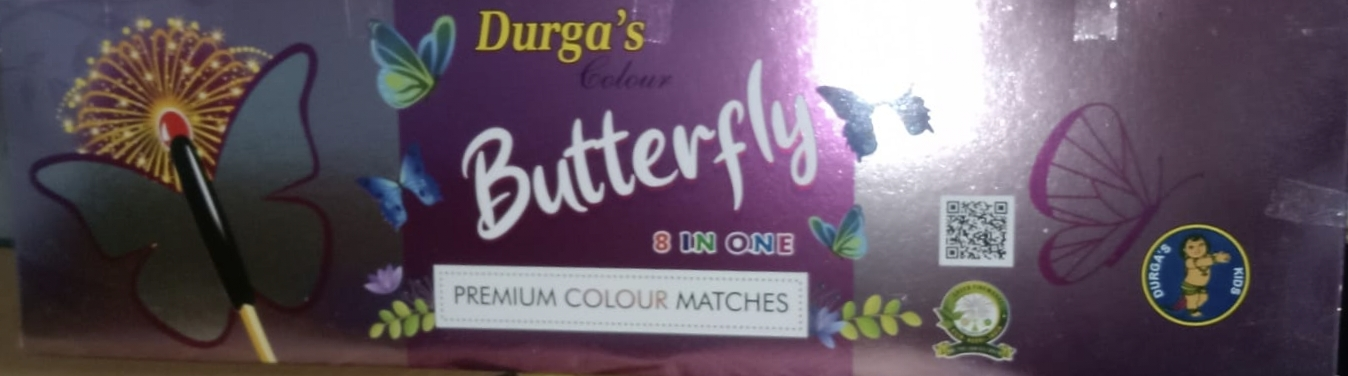 Durga's
Colour
Butterfly
8 IN ONE
PREMIUM COLOUR MATCHES
DURGA'S KIDS